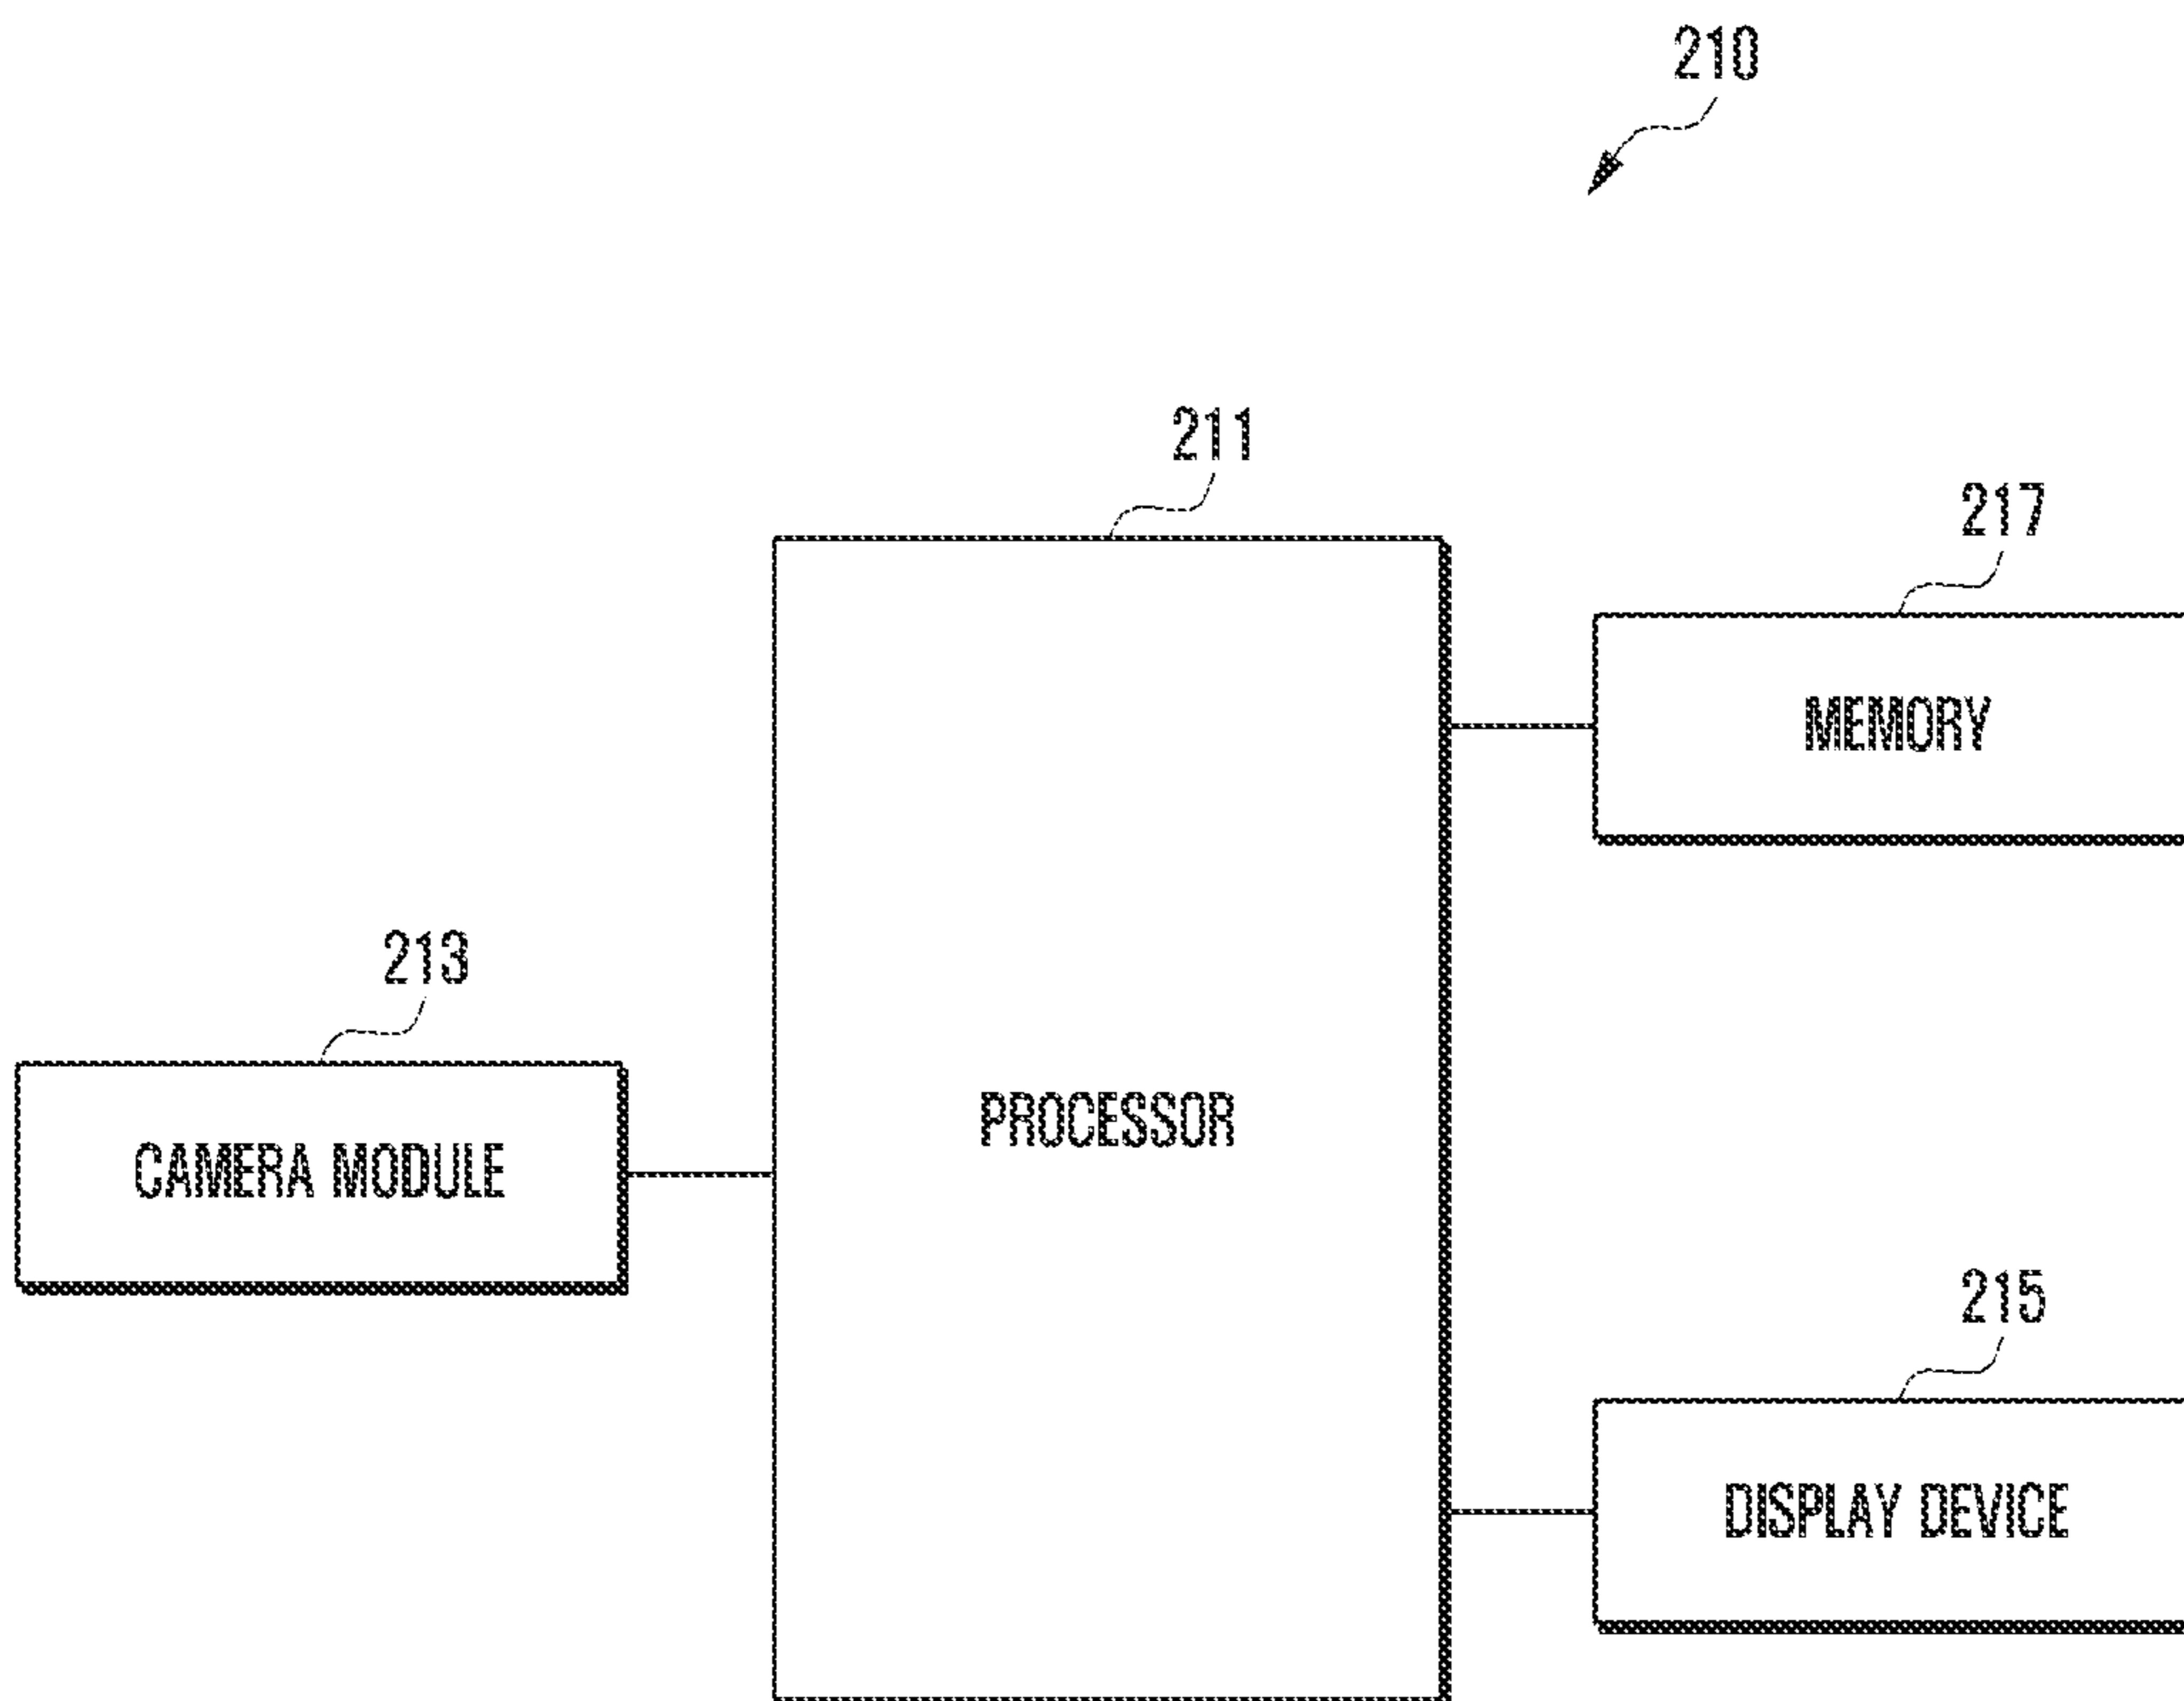 210
211
217
MEMORY
213
PROCESSOR
CAMERA MODULE
215
DISPLAY DEVICE